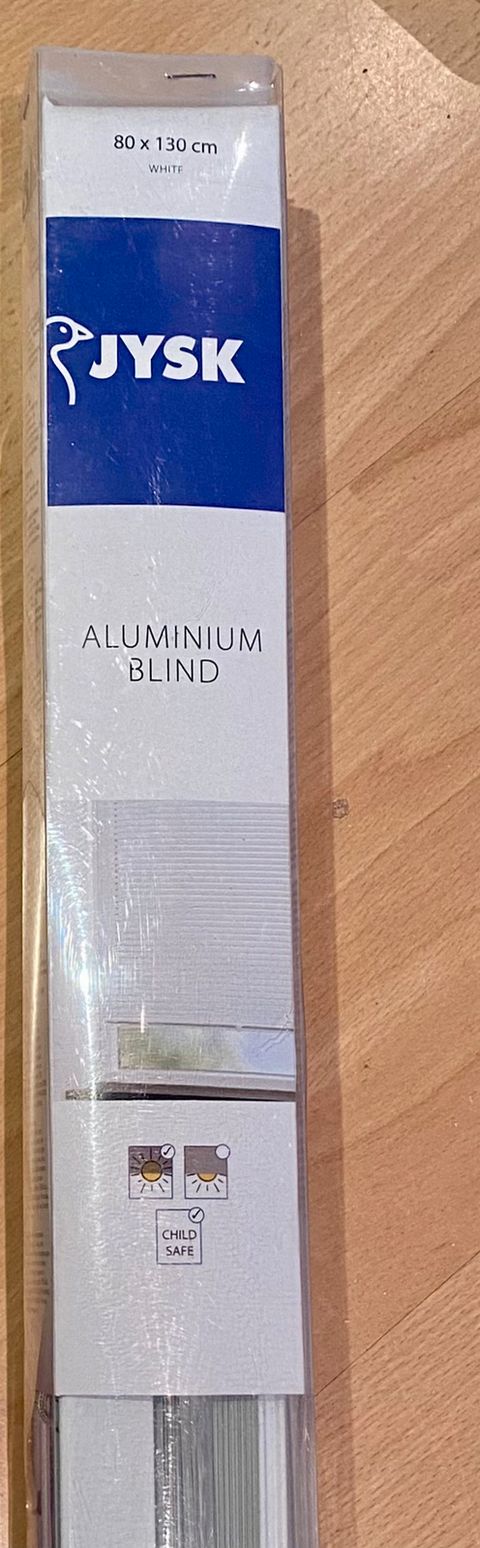 80 x 130 cm
WHITE
JYSK
ALUMINIUM
BLIND
CHILD
SAFE